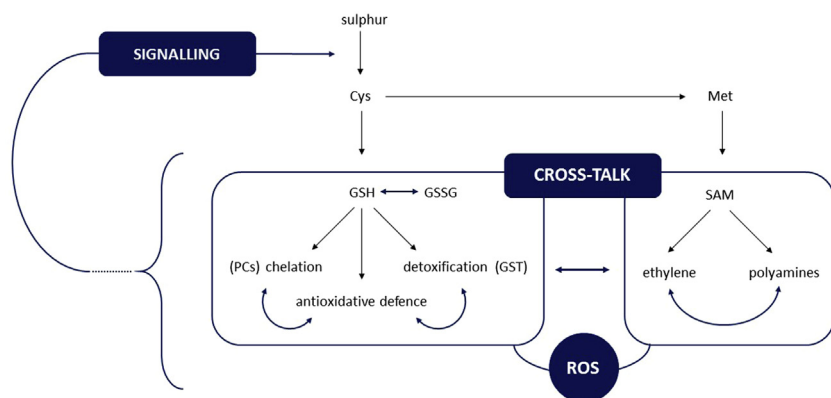 sulphur
SIGNALLING
Cys
Met
CROSS-TALK
GSH
GSSG
SAM
(PCs) chelation
detoxification (GST)
ethylene
polyamines
antioxidative defence
ROS